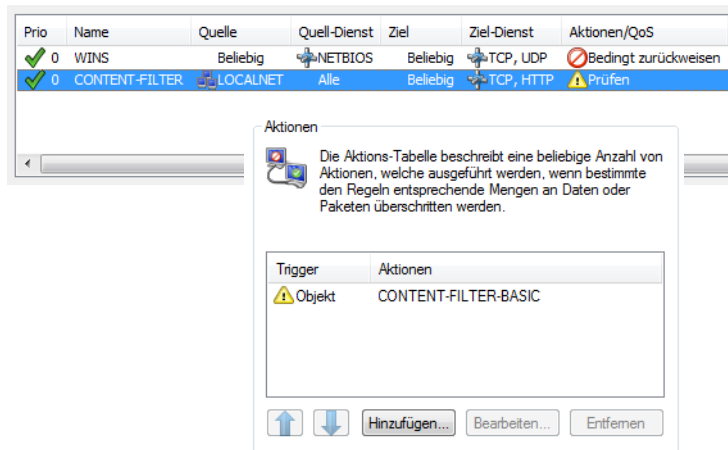 Prio Name Quelle Quell-Dienst Ziel Ziel-Dienst Aktionen/QoS
0 WINS Beliebig NETBIOS Beliebig TCP, UDP Bedingt zurückweisen
0 CONTENT-FILTER LOCALNET Alle Beliebig TCP, HTTP Prüfen
Aktionen
Die Aktions-Tabelle beschreibt eine beliebige Anzahl von
Aktionen, welche ausgeführt werden, wenn bestimmte
den Regeln entsprechende Mengen an Daten oder
Paketen überschritten werden.
Trigger Aktionen
Objekt CONTENT-FILTER-BASIC
Hinzufügen... Bearbeiten... Entfernen